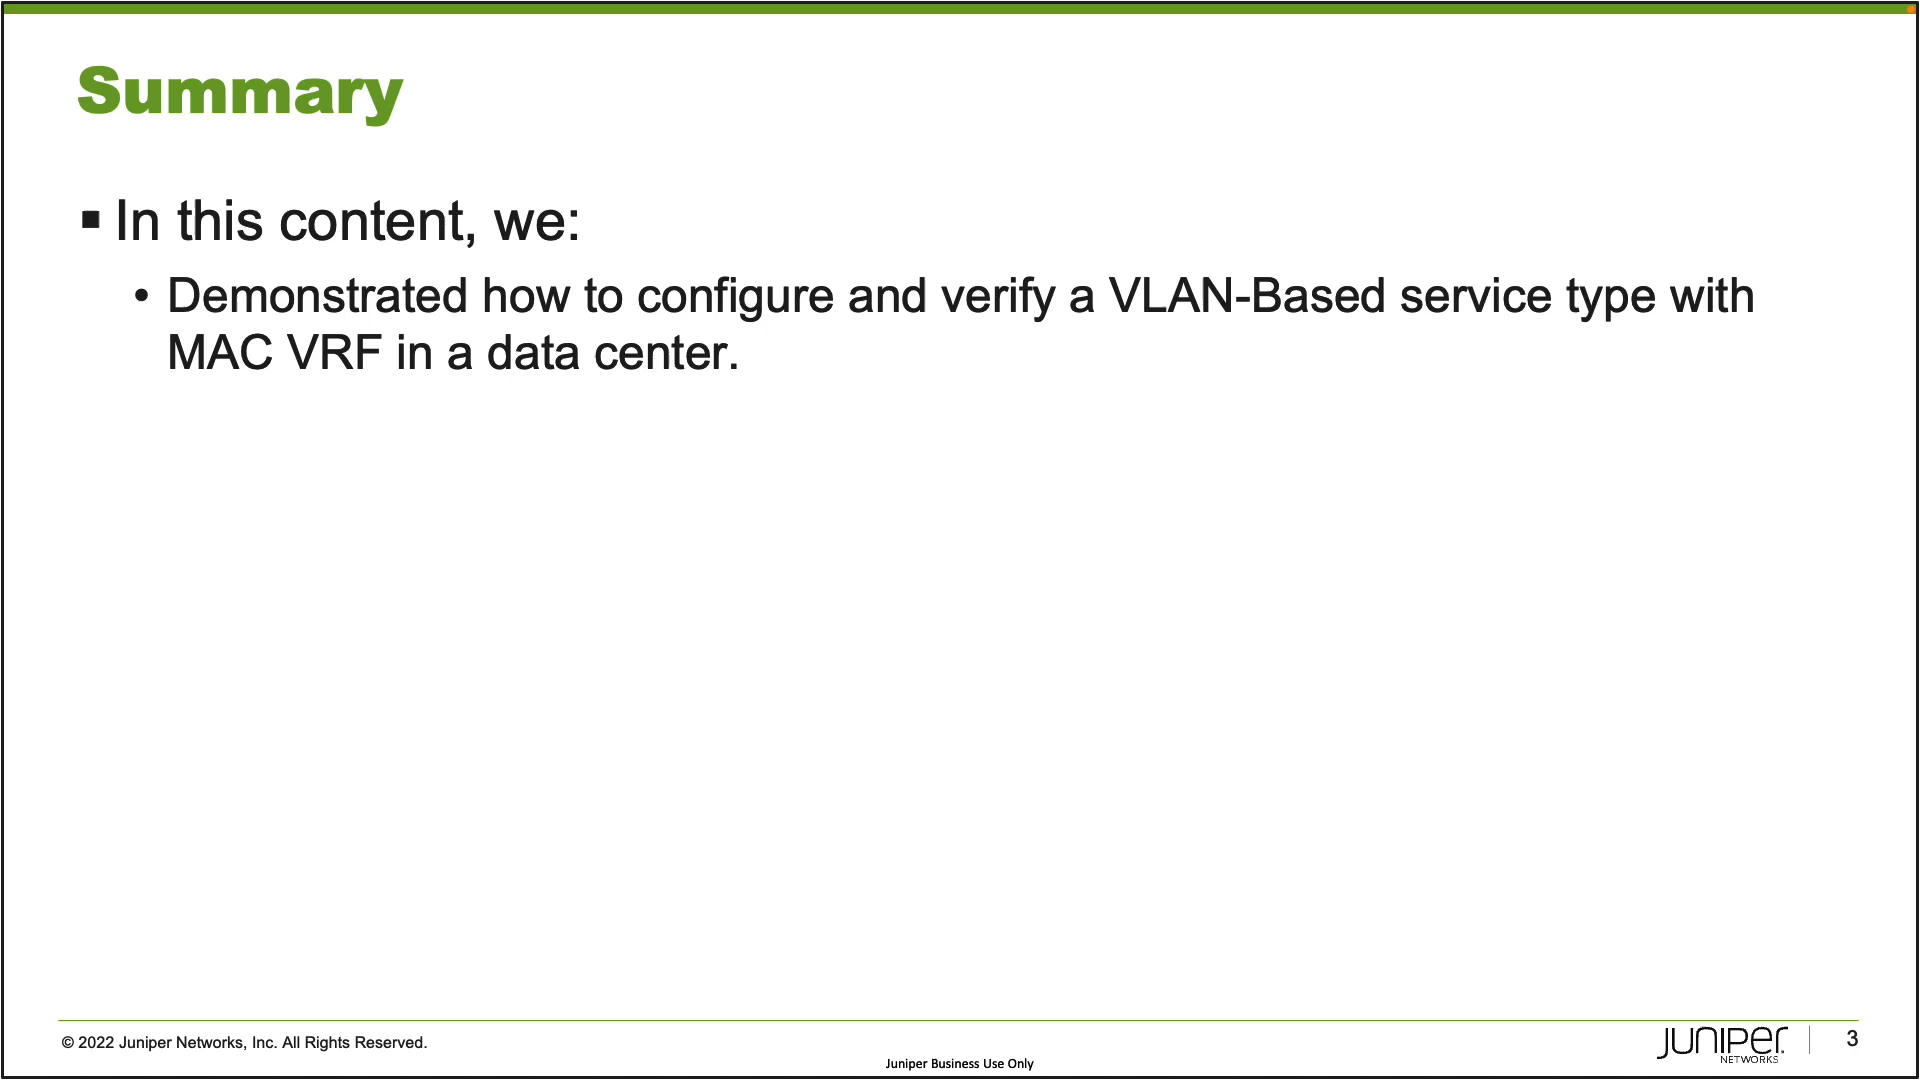 Summary
▪ In this content, we:
• Demonstrated how to configure and verify a VLAN-Based service type with
MAC VRF in a data center.
© 2022 Juniper Networks, Inc. All Rights Reserved.
Juniper Business Use Only
JUNIPEr
NETWORKS
3